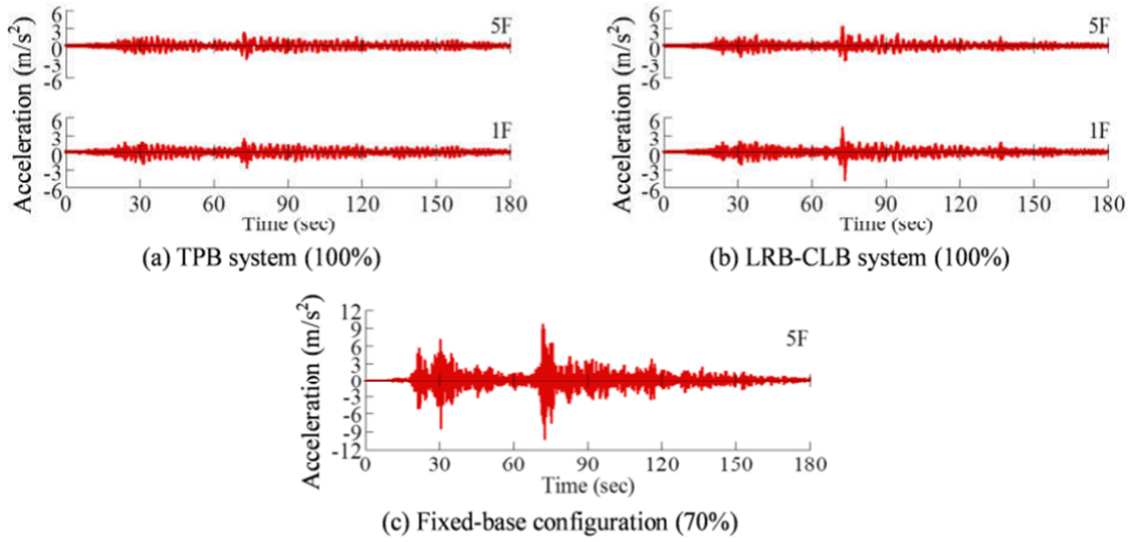 Acceleration (m/s²)
6
3
0
-3
-6
5F
6
3
0
-3
-6
1F
0 30 60 90 120 150 180
Time (sec)
(a) TPB system (100%)
Acceleration (m/s²)
6
3
0
-3
-6
5F
6
3
0
-3
-6
1F
0 30 60 90 120 150 180
Time (sec)
(b) LRB-CLB system (100%)
Acceleration (m/s²)
12
9
6
3
0
-3
-6
-9
-12
5F
0 30 60 90 120 150 180
Time (sec)
(c) Fixed-base configuration (70%)